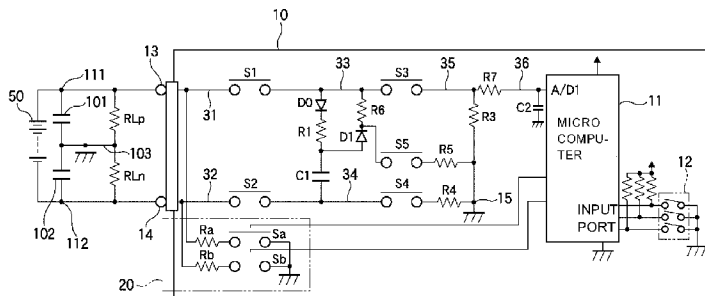 10
13
111
33
35
36
S1
S3
R7
50
101
31
D0
R6
C2
A/D1
11
RLp
R1
D1
R3
MICRO
COMPU-
TER
103
S5
R5
12
RLn
C1
32
S2
34
S4
R4
15
INPUT
PORT
102
112
14
Ra
Sa
Rb
Sb
20